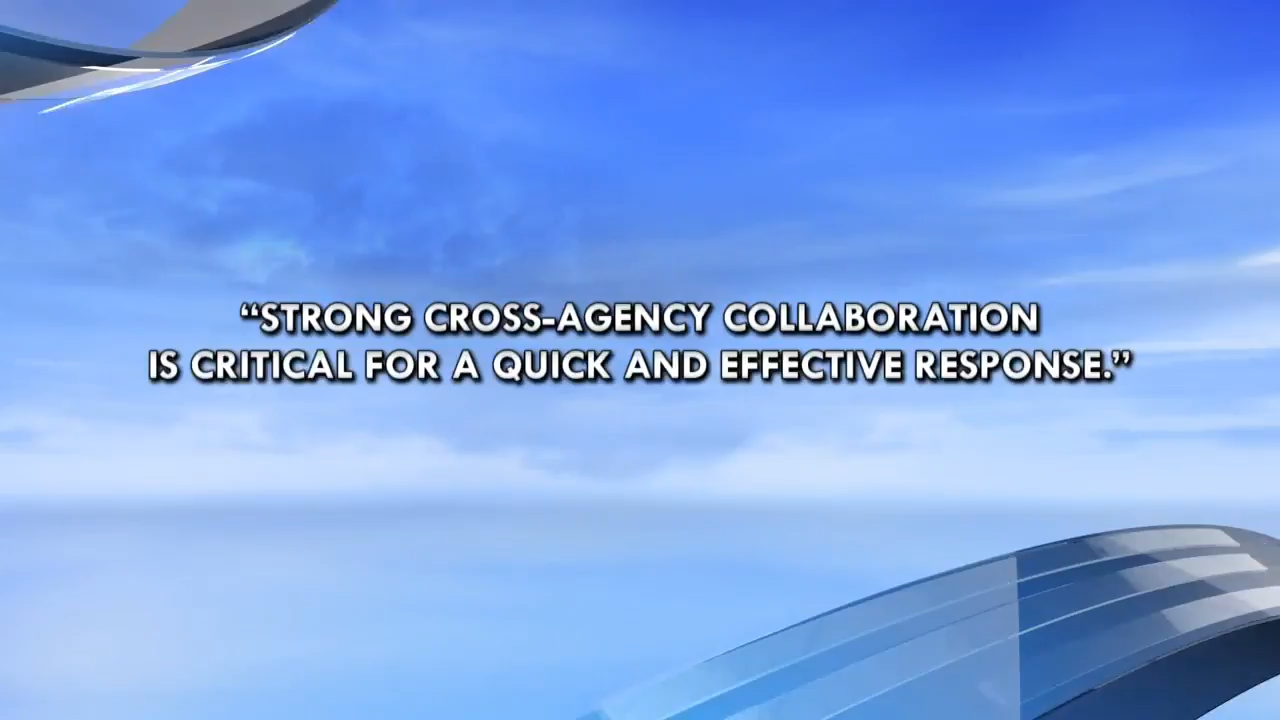 “STRONG CROSS-AGENCY COLLABORATION
IS CRITICAL FOR A QUICK AND EFFECTIVE RESPONSE.”